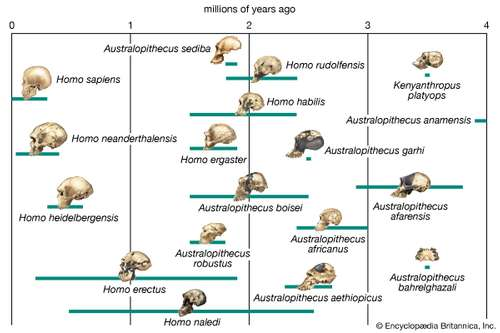 millions of years ago
0 1 2 3 4
Australopithecus sediba
Homo sapiens
Homo rudolfensis
Kenyanthropus
platyops
Homo habilis
Australopithecus anamensis
Homo neanderthalensis
Homo ergaster
Australopithecus garhi
Homo heidelbergensis
Australopithecus boisei
Australopithecus
afarensis
Australopithecus
robustus
Australopithecus
africanus
Australopithecus
bahrelghazali
Homo erectus
Australopithecus aethiopicus
Homo naledi
© Encyclopædia Britannica, Inc.